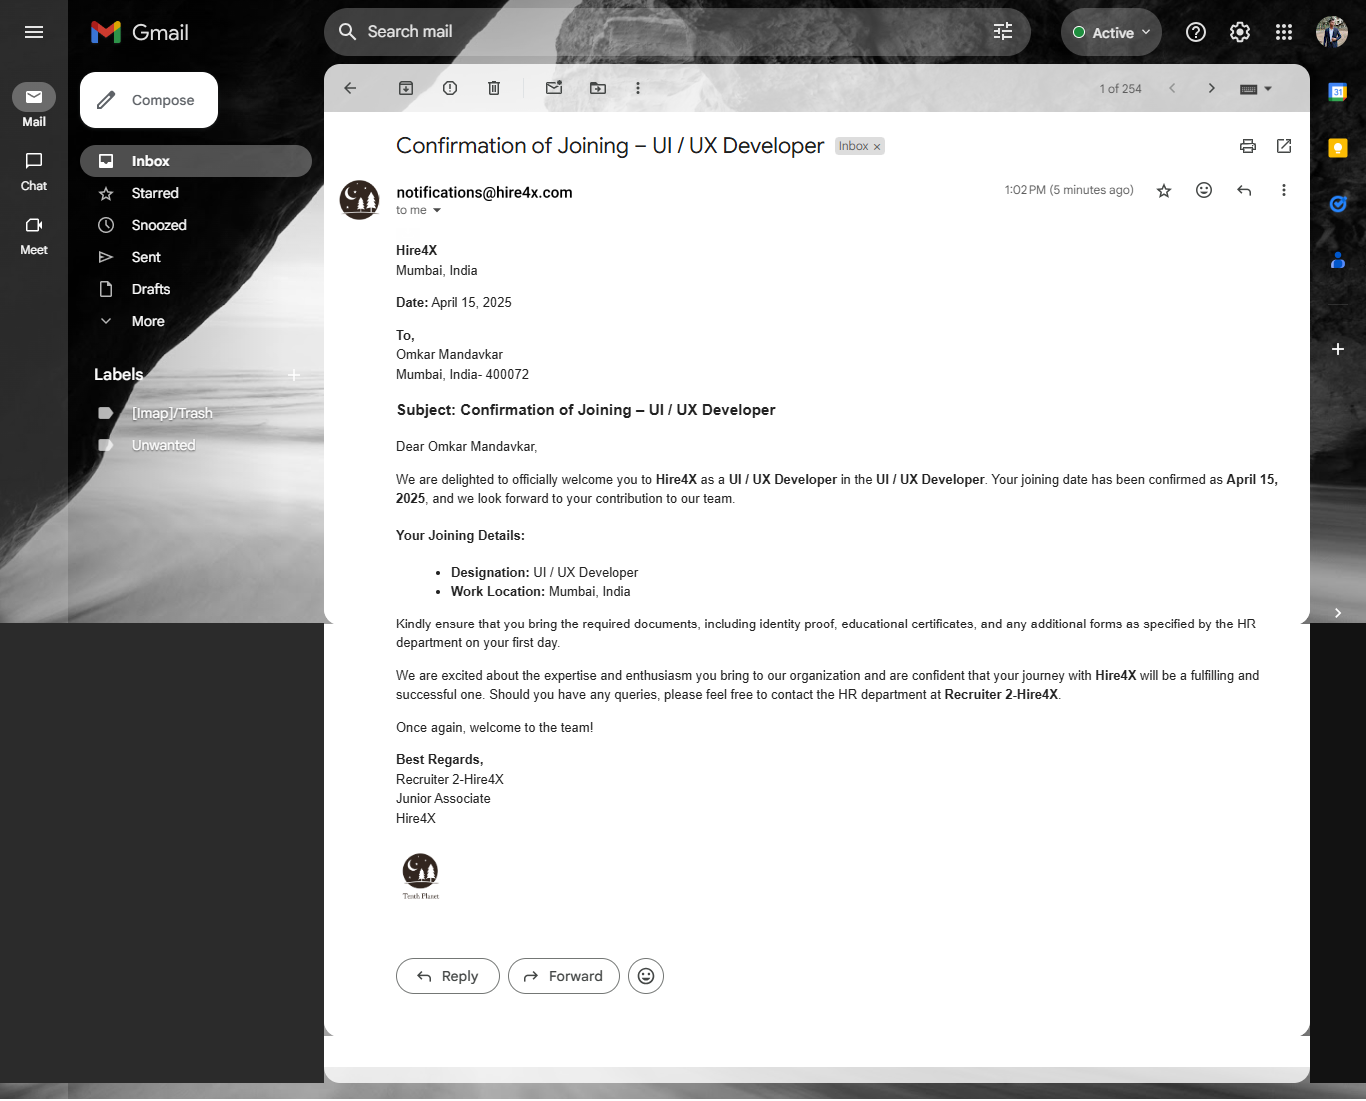 Gmail
Search mail
Active
Compose
Mail
Chat
Meet
Inbox
Starred
Snoozed
Sent
Drafts
More
Labels
[Imap]/Trash
Unwanted
1 of 254
31
Confirmation of Joining – UI / UX Developer
Inbox ×
notifications@hire4x.com
to me
1:02 PM (5 minutes ago)
Hire4X
Mumbai, India
Date: April 15, 2025
To,
Omkar Mandavkar
Mumbai, India- 400072
Subject: Confirmation of Joining – UI / UX Developer
Dear Omkar Mandavkar,
We are delighted to officially welcome you to Hire4X as a UI / UX Developer in the UI / UX Developer. Your joining date has been confirmed as April 15,
2025, and we look forward to your contribution to our team.
Your Joining Details:
• Designation: UI / UX Developer
• Work Location: Mumbai, India
Kindly ensure that you bring the required documents, including identity proof, educational certificates, and any additional forms as specified by the HR
department on your first day.
We are excited about the expertise and enthusiasm you bring to our organization and are confident that your journey with Hire4X will be a fulfilling and
successful one. Should you have any queries, please feel free to contact the HR department at Recruiter 2-Hire4X.
Once again, welcome to the team!
Best Regards,
Recruiter 2-Hire4X
Junior Associate
Hire4X
Tenth Planet
Reply
Forward